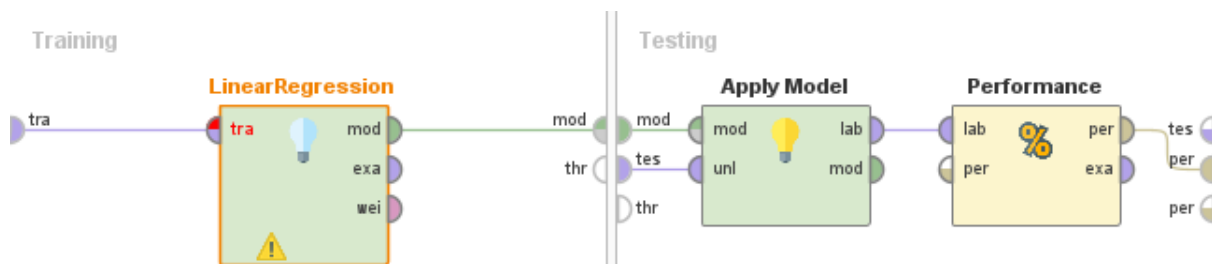 Training
Testing
LinearRegression
Apply Model
Performance
tra
tra
mod
exa
wei
mod
thr
mod
tes
thr
mod
unl
lab
mod
lab
per
%
per
exa
tes
per
per